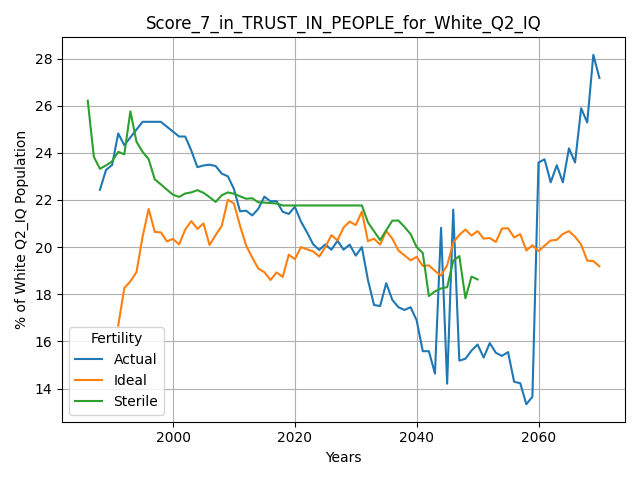 Score_7_in_TRUST_IN_PEOPLE_for_White_Q2_IQ
% of White Q2_IQ Population
28
26
24
22
20
18
16
14
Fertility
Actual
Ideal
Sterile
2000
2020
2040
2060
Years